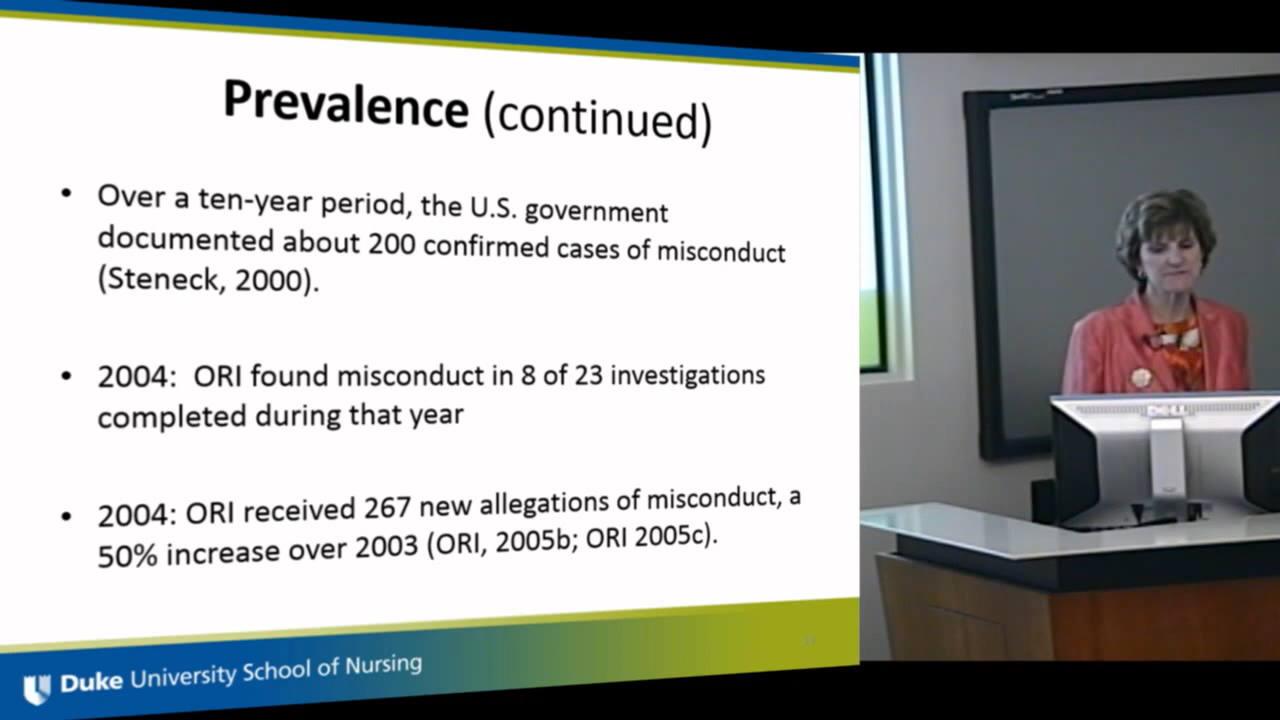 Prevalence (continued)
• Over a ten-year period, the U.S. government
documented about 200 confirmed cases of misconduct
(Steneck, 2000).
• 2004:  ORI found misconduct in 8 of 23 investigations
completed during that year
• 2004: ORI received 267 new allegations of misconduct, a
50% increase over 2003 (ORI, 2005b; ORI 2005c).
Duke University School of Nursing
DELL